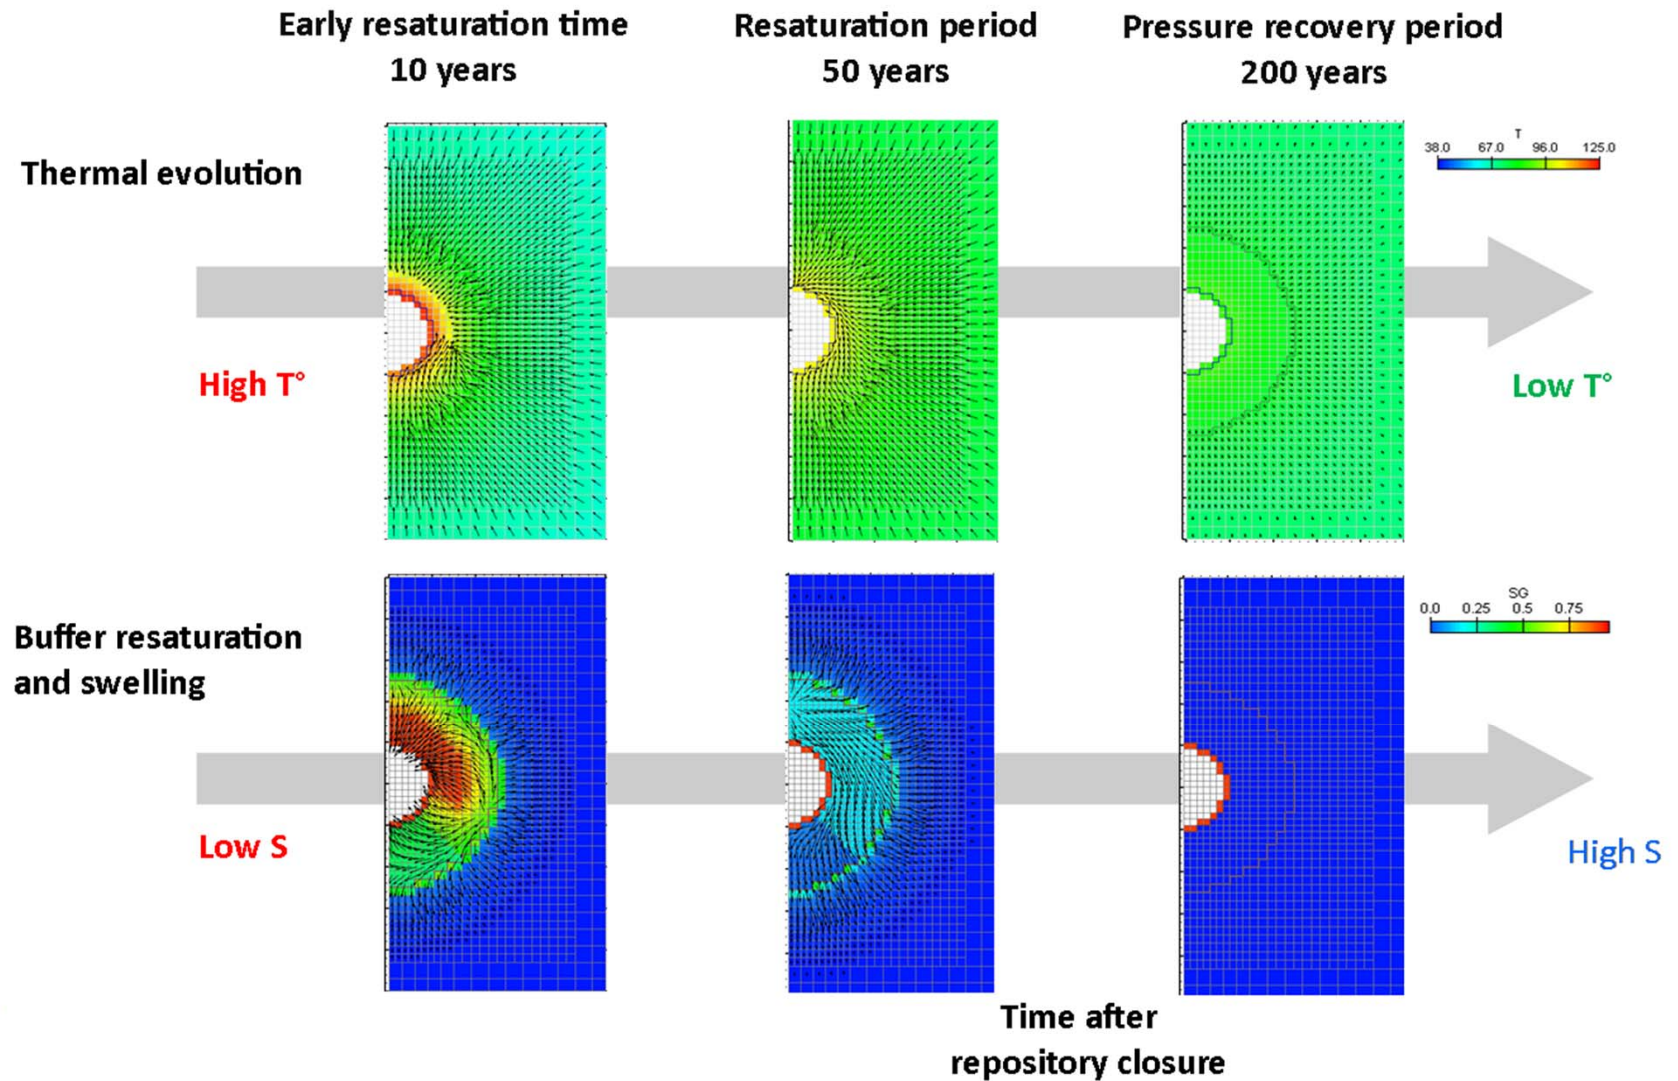 Early resaturation time
10 years
Resaturation period
50 years
Pressure recovery period
200 years
Thermal evolution
T
38.0 67.0 96.0 125.0
High T°
Low T°
Buffer resaturation
and swelling
SG
0.0 0.25 0.5 0.75
Low S
High S
Time after
repository closure